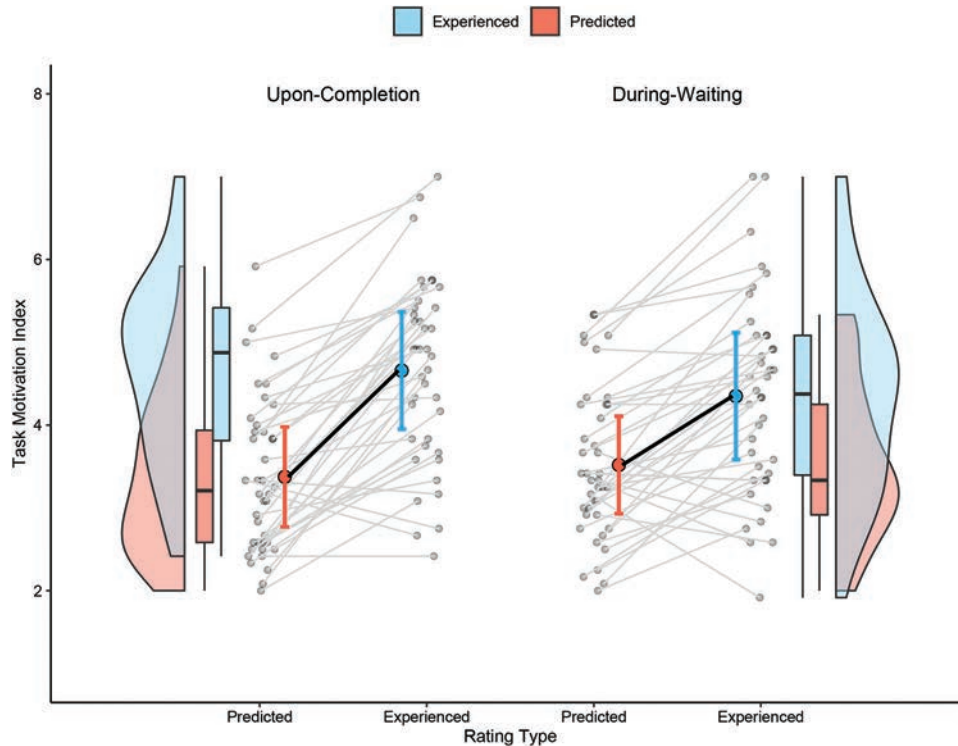 Experienced Predicted
Upon-Completion During-Waiting
8
6
4
2
Task Motivation Index
Predicted Experienced Predicted Experienced
Rating Type